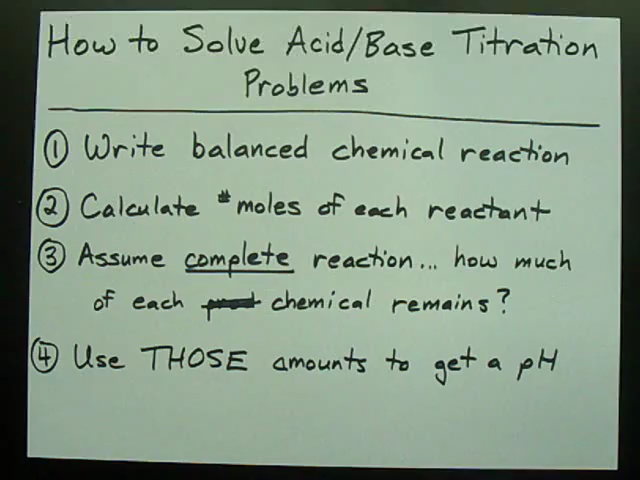 How to Solve Acid/Base Titration
Problems
① Write balanced chemical reaction
② Calculate # moles of each reactant
③ Assume complete reaction... how much
of each chemical remains?
④ Use THOSE amounts to get a pH